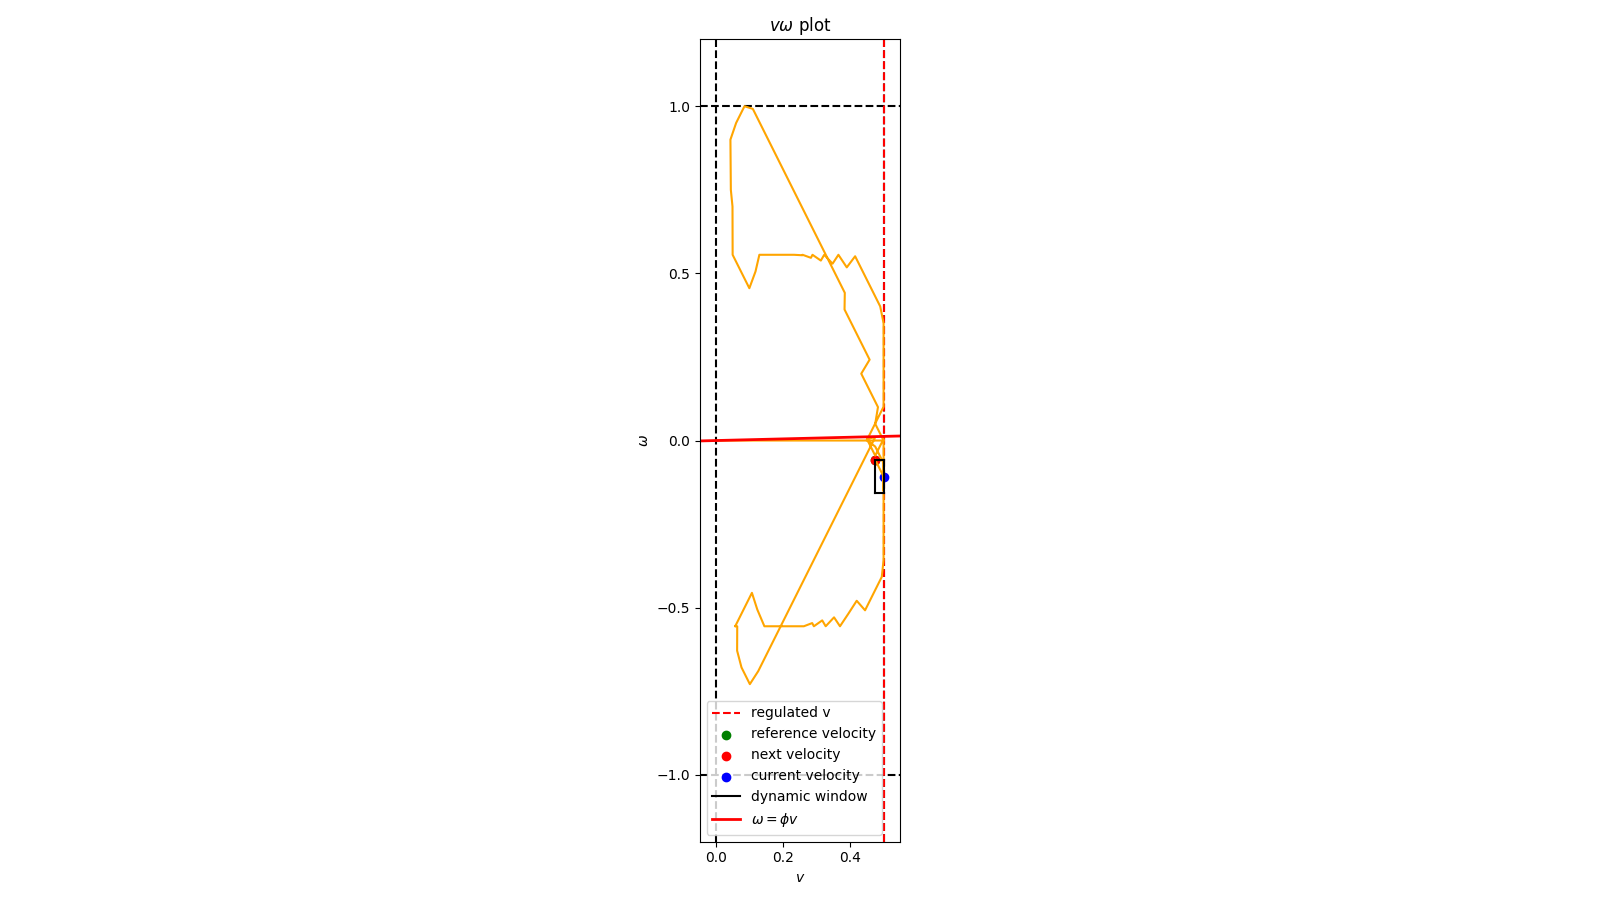 vω plot
1.0
0.5
0.0
−0.5
−1.0
ω
0.0 0.2 0.4
v
regulated v
reference velocity
next velocity
current velocity
dynamic window
ω = ϕv